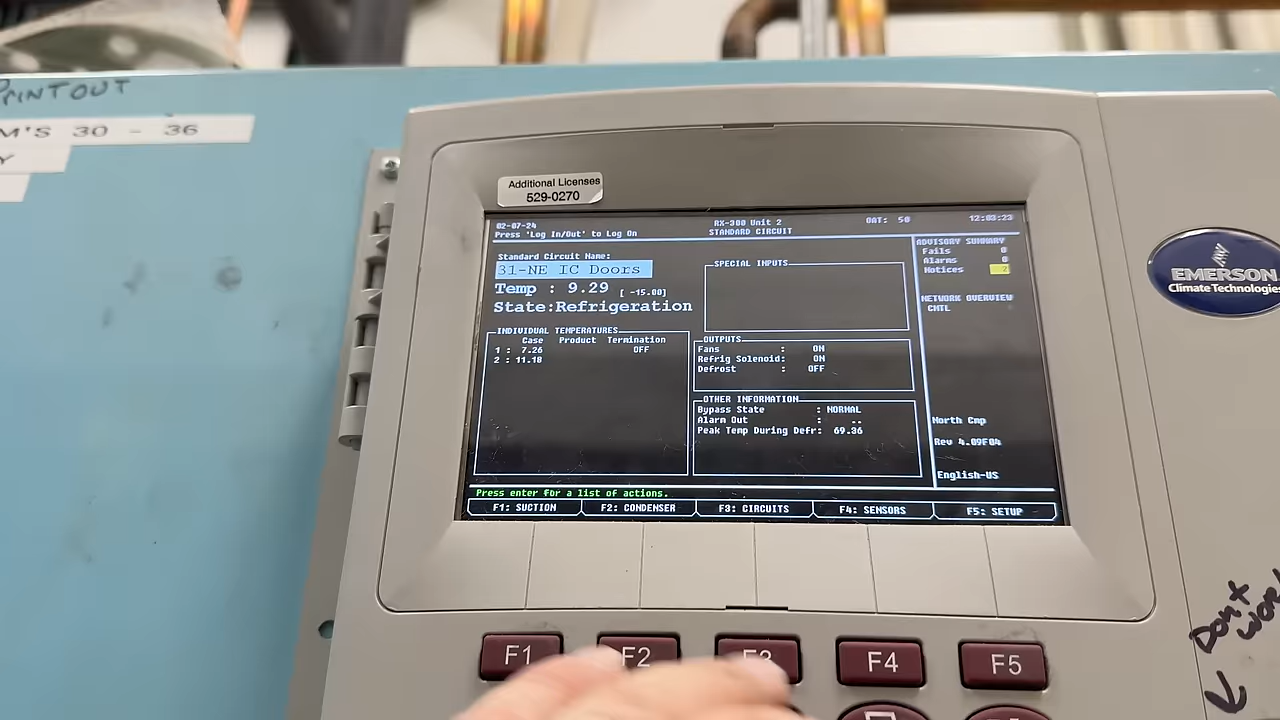 PRINTOUT
M'S 30 - 36
Y
Additional Licenses
529-0270
02-07-24
RX-300 Unit 2
OAT: 50
12:03:23
Press 'Log In/Out' to Log On
STANDARD CIRCUIT
Standard Circuit Name:
31-NE IC Doors
Temp : 9.29 [ -15.00]
State:Refrigeration
INDIVIDUAL TEMPERATURES
Case Product Termination
1 : 7.26 OFF
2 : 11.18
SPECIAL INPUTS
OUTPUTS
Fans : ON
Refrig Solenoid: ON
Defrost : OFF
OTHER INFORMATION
Bypass State : NORMAL
Alarm Out : --
Peak Temp During Defr: 69.36
ADVISORY SUMMARY
Fails 0
Alarms 0
Notices 2
NETWORK OVERVIEW
CMTL
North Cmp
Rev 4.09F04
English-US
Press enter for a list of actions.
F1: SUCTION
F2: CONDENSER
F3: CIRCUITS
F4: SENSORS
F5: SETUP
EMERSON
Climate Technologies
F1
F2
F3
F4
F5
Don't